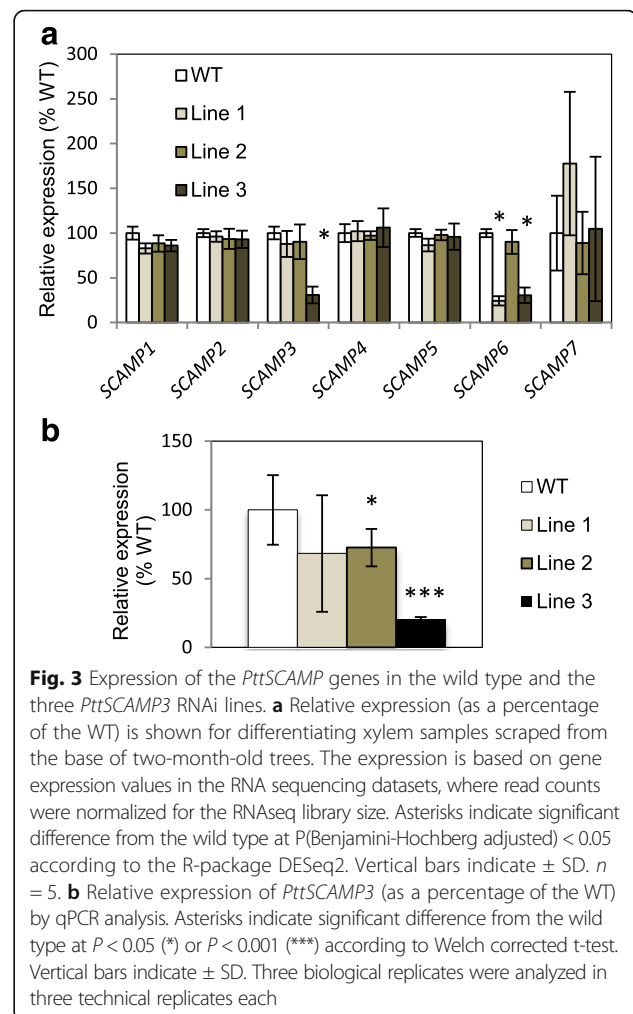 a
300
250
200
150
100
50
0
Relative expression (% WT)
WT
Line 1
Line 2
Line 3
*
* *
SCAMP1 SCAMP2 SCAMP3 SCAMP4 SCAMP5 SCAMP6 SCAMP7
b
150
100
50
0
Relative expression
(% WT)
*
***
WT
Line 1
Line 2
Line 3
Fig. 3 Expression of the PttSCAMP genes in the wild type and the
three PttSCAMP3 RNAi lines. a Relative expression (as a percentage
of the WT) is shown for differentiating xylem samples scraped from
the base of two-month-old trees. The expression is based on gene
expression values in the RNA sequencing datasets, where read counts
were normalized for the RNAseq library size. Asterisks indicate significant
difference from the wild type at P(Benjamini-Hochberg adjusted) < 0.05
according to the R-package DESeq2. Vertical bars indicate ± SD. n
= 5. b Relative expression of PttSCAMP3 (as a percentage of the WT)
by qPCR analysis. Asterisks indicate significant difference from the wild
type at P < 0.05 (*) or P < 0.001 (***) according to Welch corrected t-test.
Vertical bars indicate ± SD. Three biological replicates were analyzed in
three technical replicates each